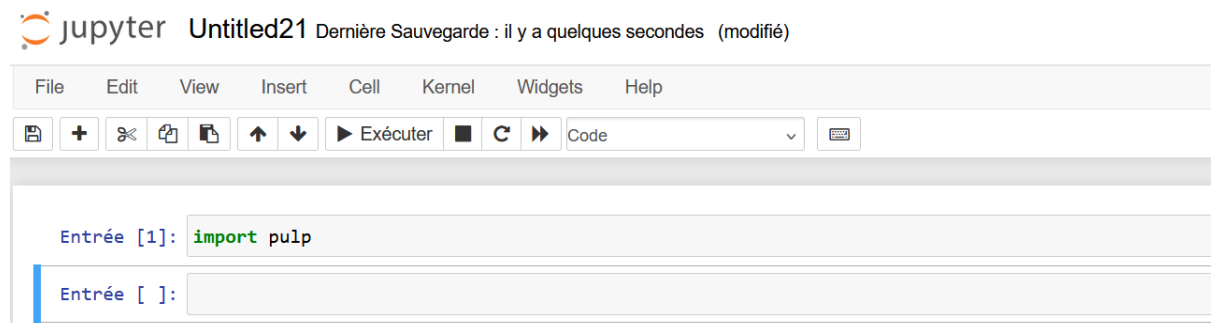 jupyter Untitled21 Dernière Sauvegarde : il y a quelques secondes (modifié)
File Edit View Insert Cell Kernel Widgets Help
Exécuter Code
Entrée [1]: import pulp
Entrée [ ]: